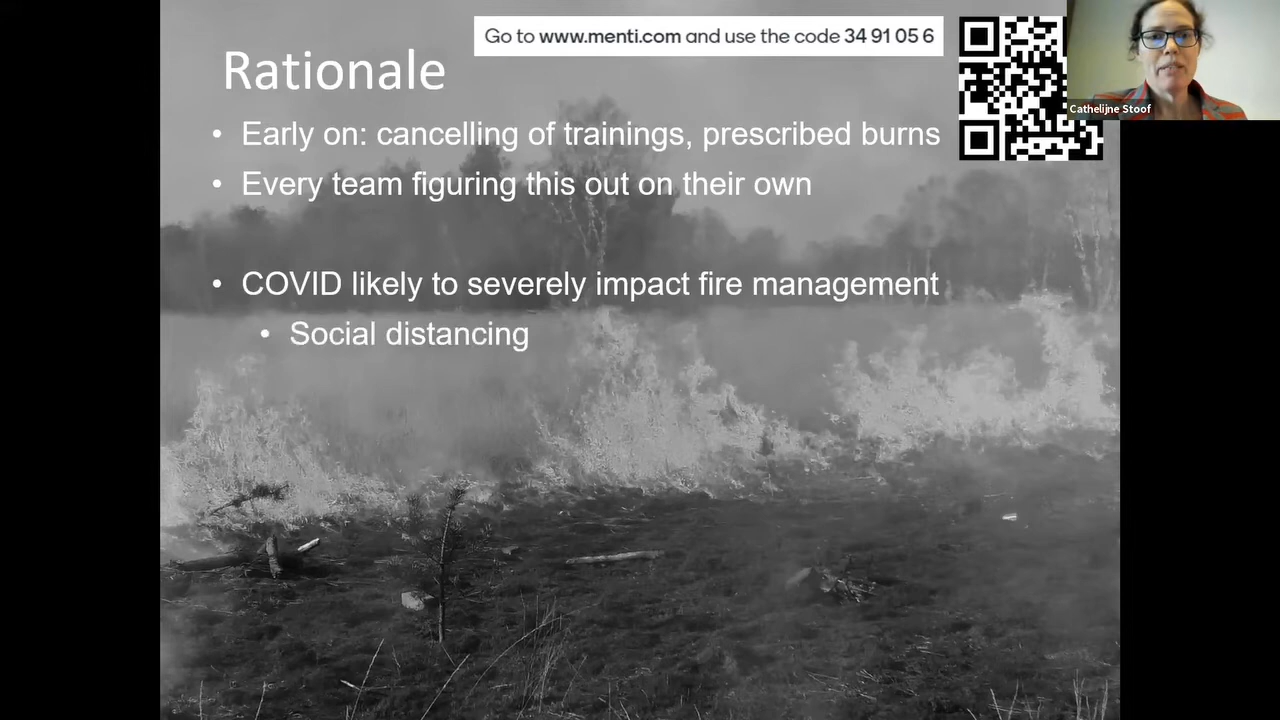 Go to www.menti.com and use the code 34 91 05 6
Rationale
Cathelijne Stoof
• Early on: cancelling of trainings, prescribed burns
• Every team figuring this out on their own
• COVID likely to severely impact fire management
• Social distancing